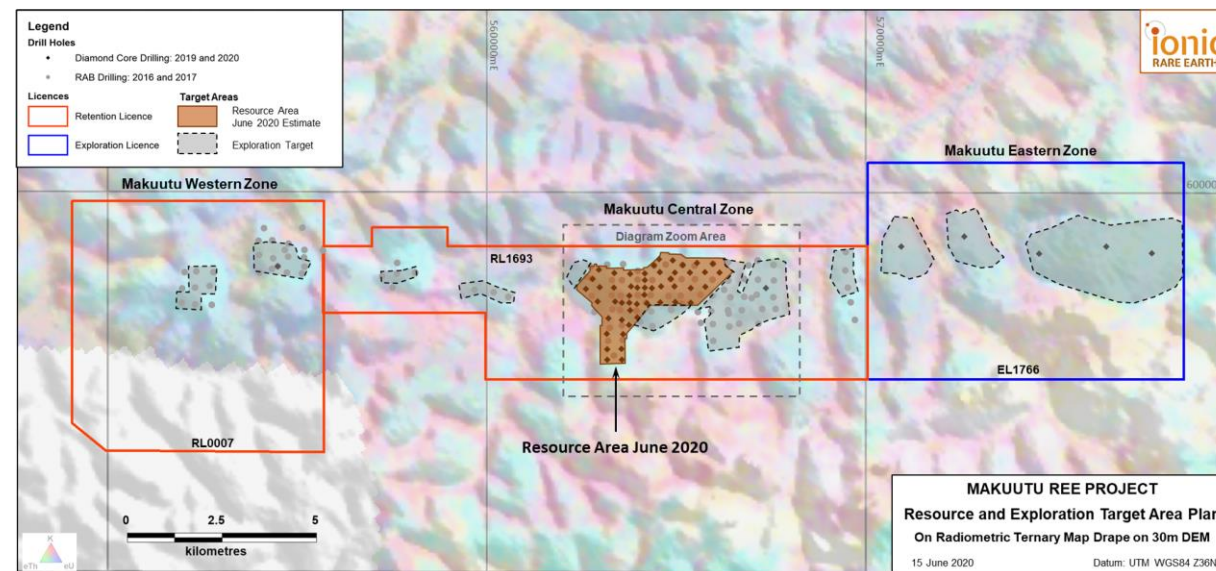 Legend
Drill Holes
Diamond Core Drilling: 2019 and 2020
RAB Drilling: 2016 and 2017
Licences
Target Areas
Retention Licence
Resource Area
June 2020 Estimate
Exploration Licence
Exploration Target
560000mE
570000mE
ionic
RARE EARTH
Makuutu Western Zone
Makuutu Central Zone
Makuutu Eastern Zone
60000
Diagram Zoom Area
RL1693
EL1766
RL0007
Resource Area June 2020
0
2.5
5
kilometres
K
eTh
eU
MAKUUTU REE PROJECT
Resource and Exploration Target Area Plan
On Radiometric Ternary Map Drape on 30m DEM
15 June 2020
Datum: UTM WGS84 Z36N